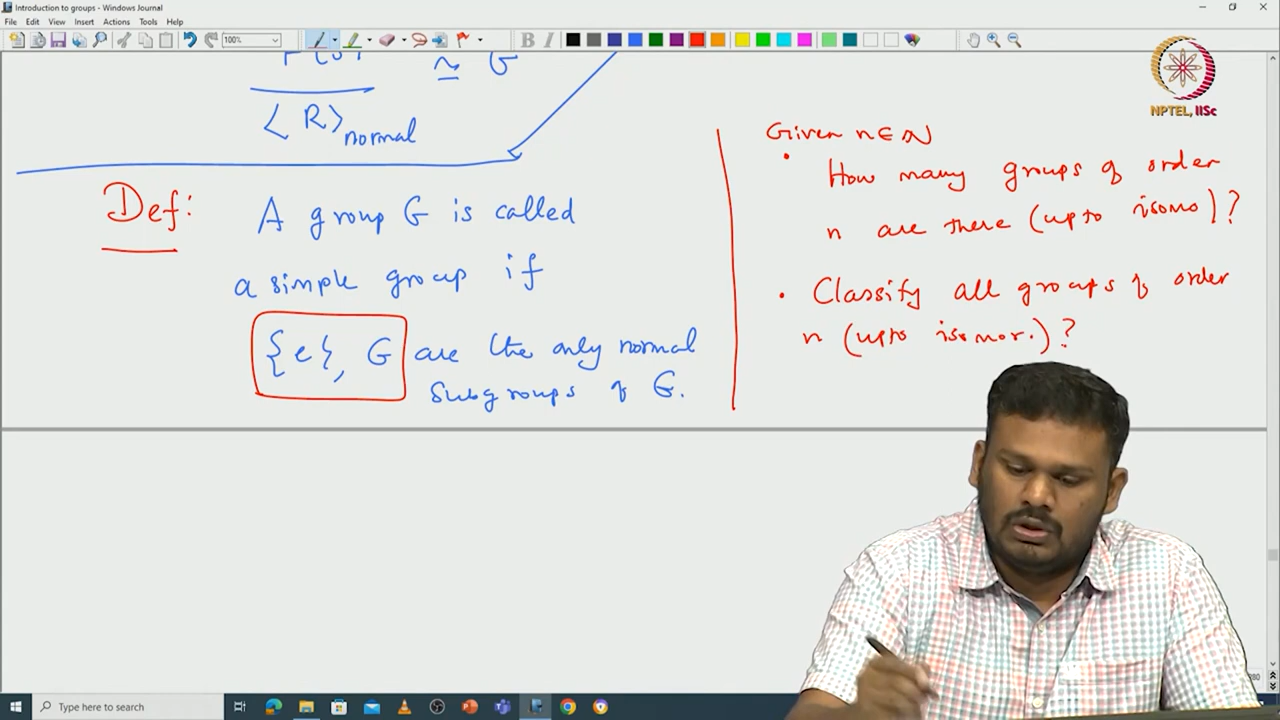 Introduction to groups - Windows Journal
File Edit View Insert Actions Tools Help
100%
B I
NPTEL, IISc
≅ G
⟨ R⟩normal
Def: A group G is called
a simple group if
{e}, G are the only normal
subgroups of G.
Given n ∈ N
• How many groups of order
n are there (upto isomo)?
• Classify all groups of order
n (upto isomor.)?
Type here to search